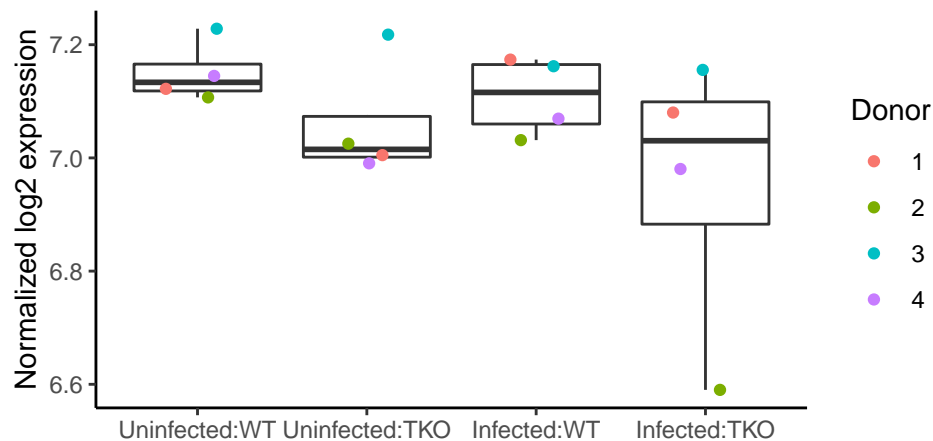 Normalized log2 expression
7.2
7.0
6.8
6.6
Uninfected:WT Uninfected:TKO Infected:WT Infected:TKO
Donor
1
2
3
4